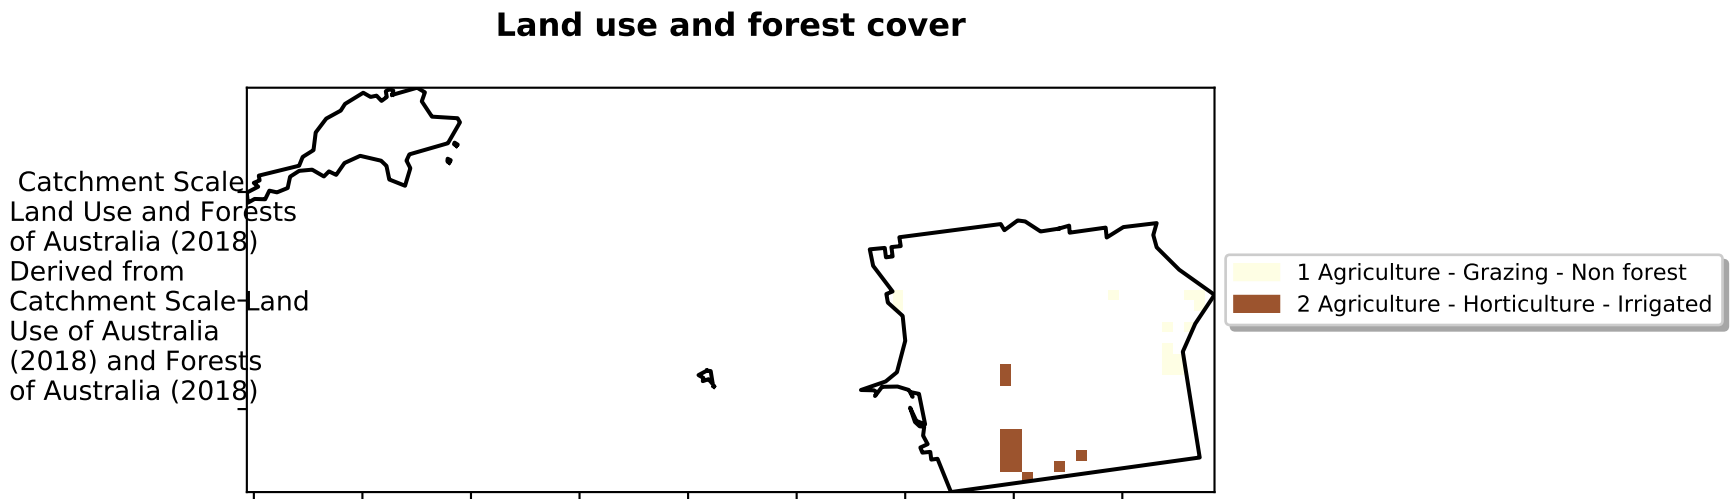 Land use and forest cover
Catchment Scale
Land Use and Forests
of Australia (2018)
Derived from
Catchment Scale Land
Use of Australia
(2018) and Forests
of Australia (2018)
1 Agriculture - Grazing - Non forest
2 Agriculture - Horticulture - Irrigated